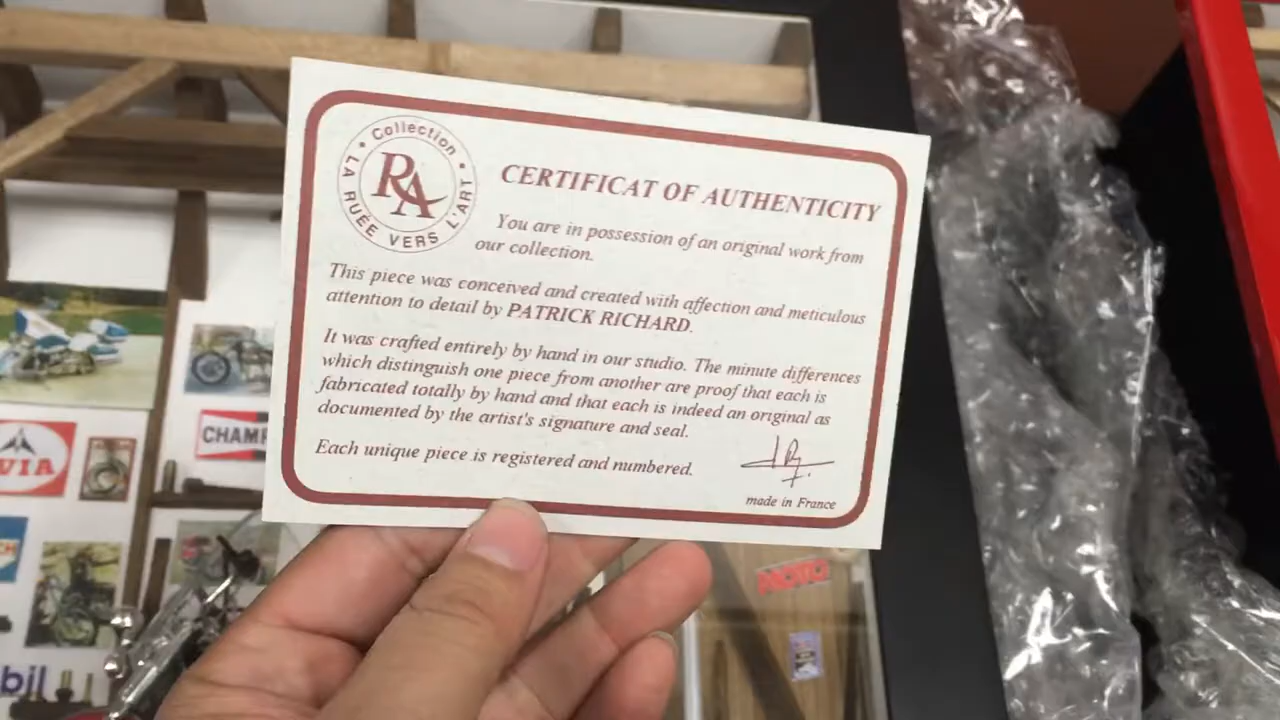 Collection
RA
LA RUÉE VERS L'ART
CERTIFICAT OF AUTHENTICITY
You are in possession of an original work from
our collection.
This piece was conceived and created with affection and meticulous
attention to detail by PATRICK RICHARD.
It was crafted entirely by hand in our studio. The minute differences
which distinguish one piece from another are proof that each is
fabricated totally by hand and that each is indeed an original as
documented by the artist's signature and seal.
Each unique piece is registered and numbered.
made in France
VIA
CHAMP
CH
bil
MOTO